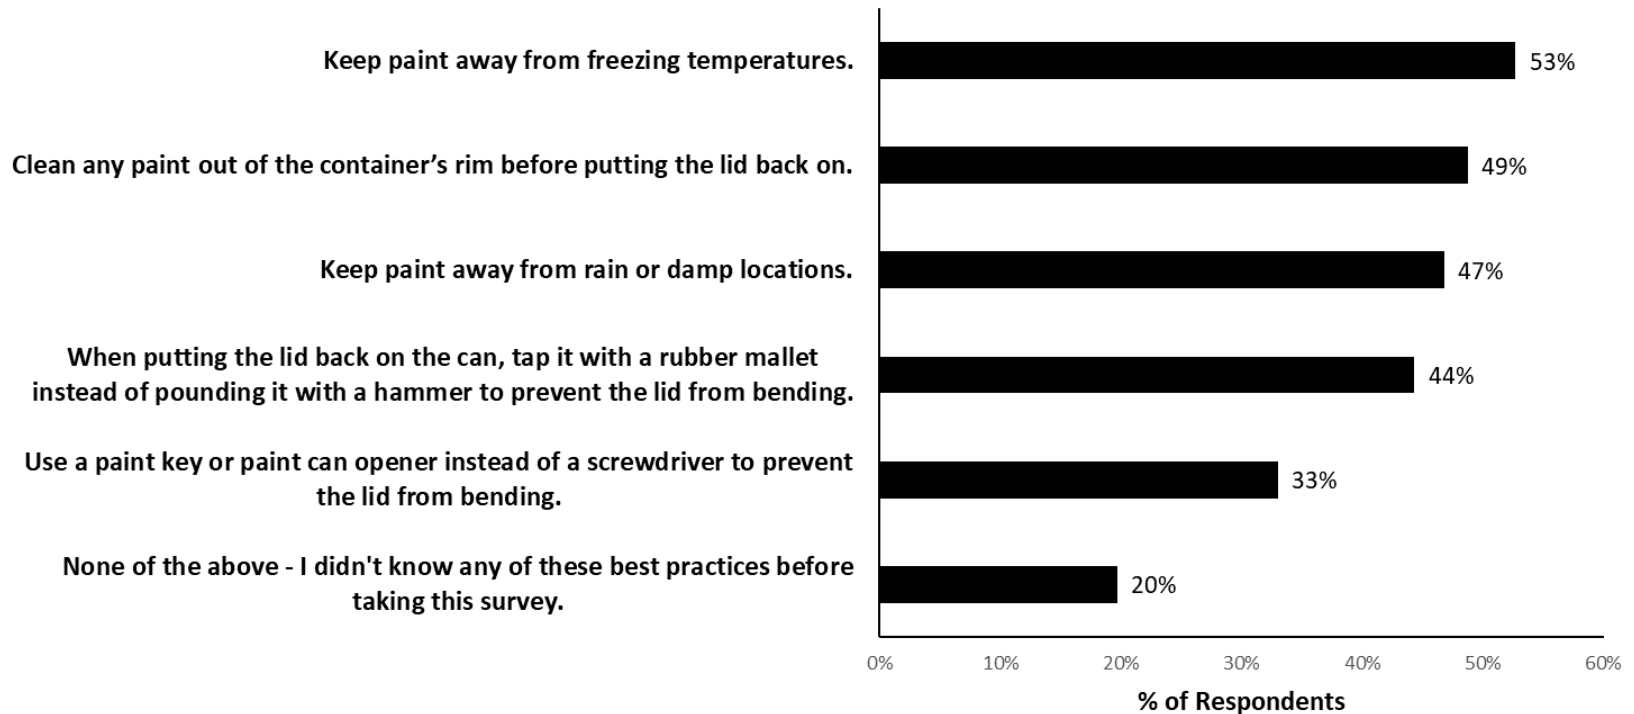 Keep paint away from freezing temperatures.
53%
Clean any paint out of the container’s rim before putting the lid back on.
49%
Keep paint away from rain or damp locations.
47%
When putting the lid back on the can, tap it with a rubber mallet
instead of pounding it with a hammer to prevent the lid from bending.
44%
Use a paint key or paint can opener instead of a screwdriver to prevent
the lid from bending.
33%
None of the above - I didn't know any of these best practices before
taking this survey.
20%
0% 10% 20% 30% 40% 50% 60%
% of Respondents